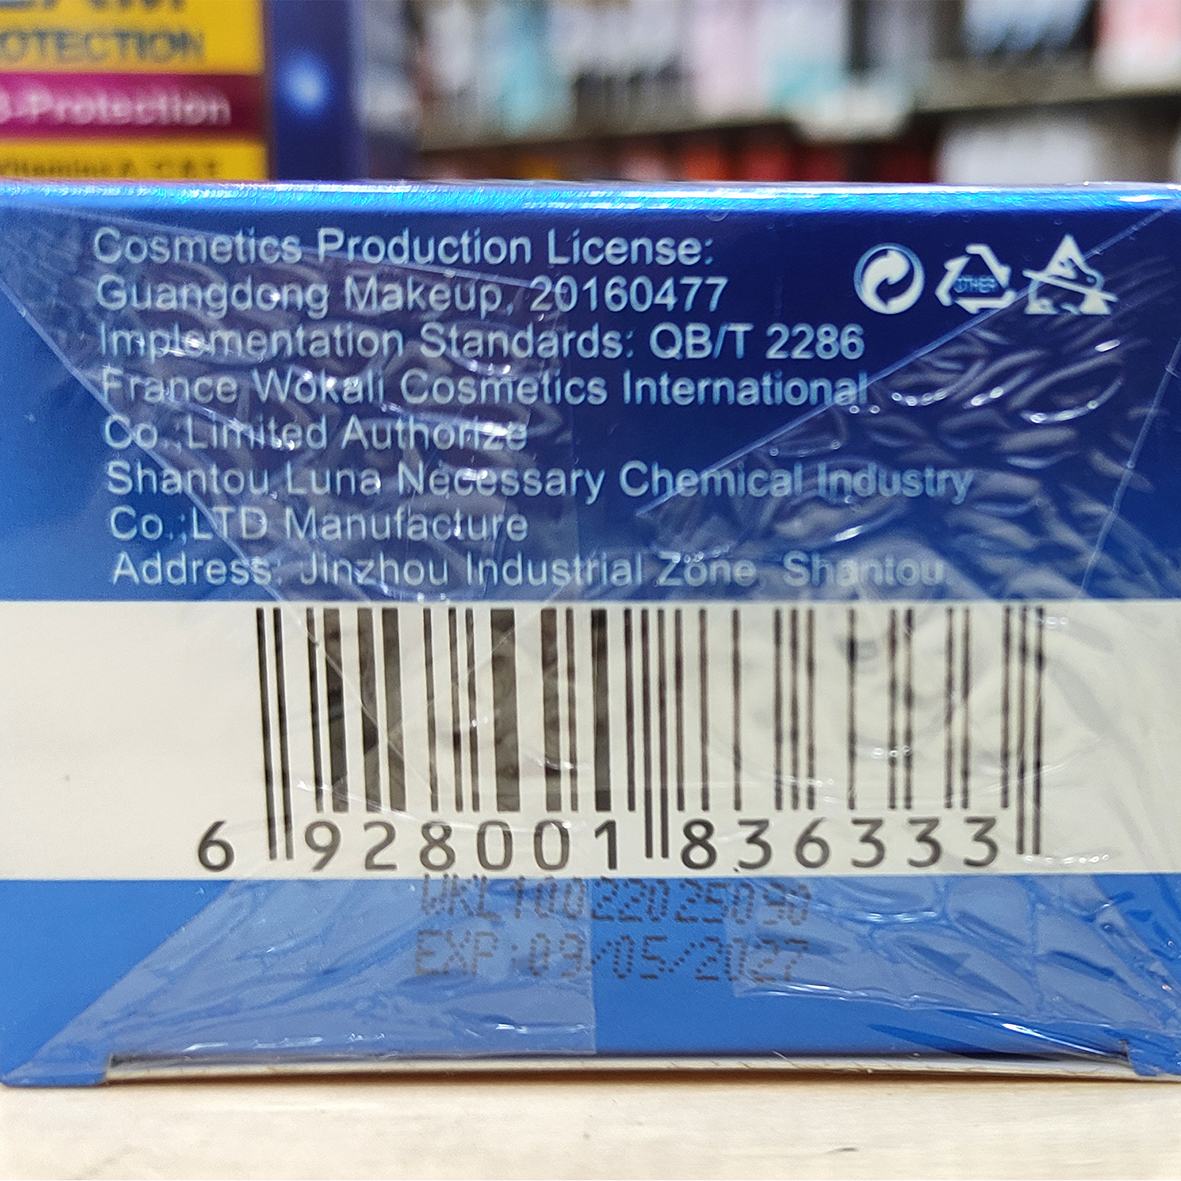 OTECTION
-Protection
Cosmetics Production License:
Guangdong Makeup, 20160477
OTHER
Implementation Standards: QB/T 2286
France Wokali Cosmetics International
Co.,Limited Authorize
Shantou Luna Necessary Chemical Industry
Co.;LTD Manufacture
Address: Jinzhou Industrial Zone, Shantou
6 928001 836333
WKL10022025090
EXP:09/05/2027